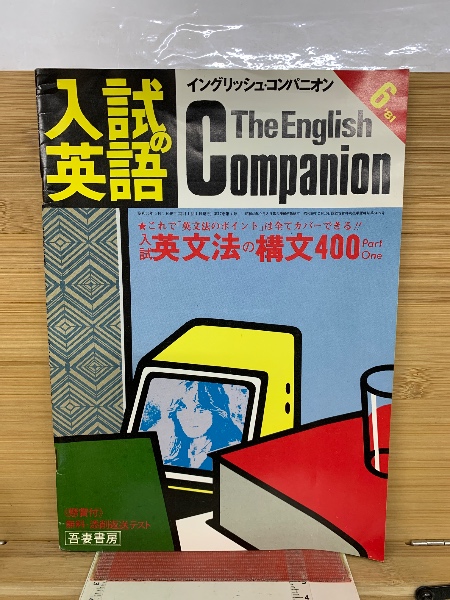 入試の英語
イングリッシュ・コンパニオン
The English
Companion
6
'81
★これで「英文法のポイント」は全てカバーできる!!
入試英文法の構文400 Part One
《懸賞付》
吾妻書房